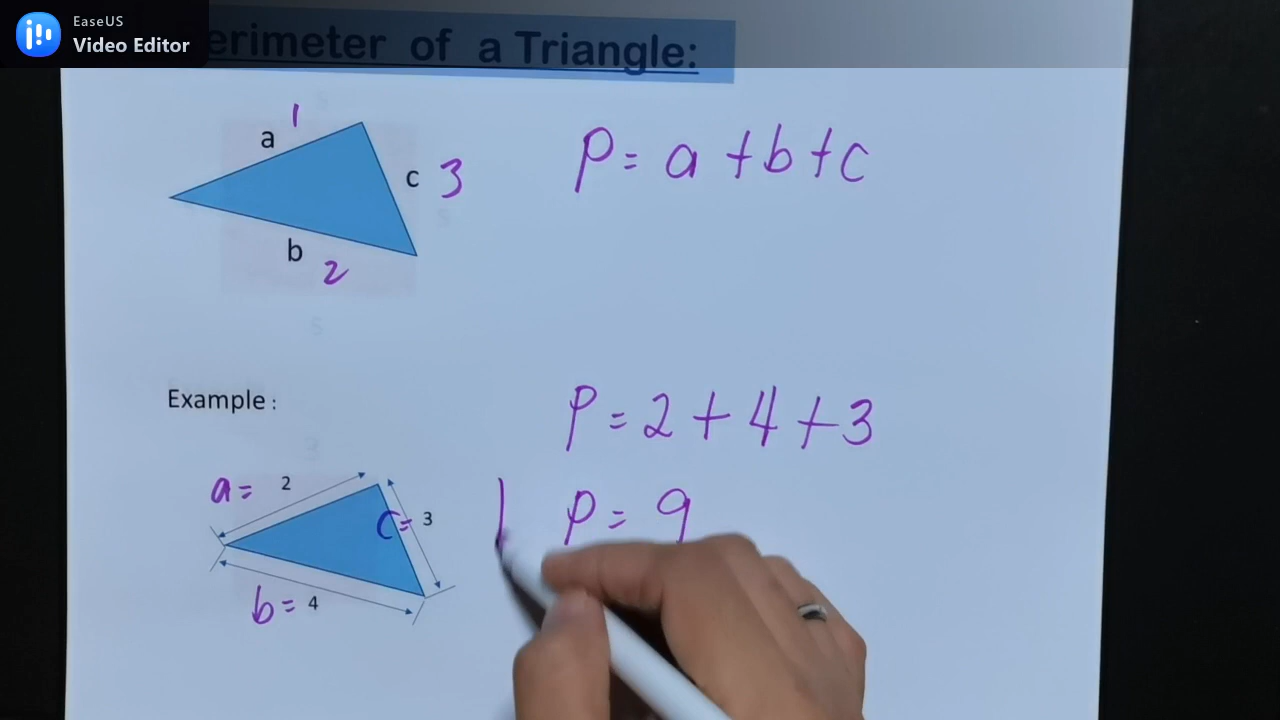 EaseUS
Video Editor
erimeter of a Triangle:
a 1
c 3
b 2
P = a + b + c
Example :
P = 2 + 4 + 3
a = 2
c = 3
b = 4
P = 9